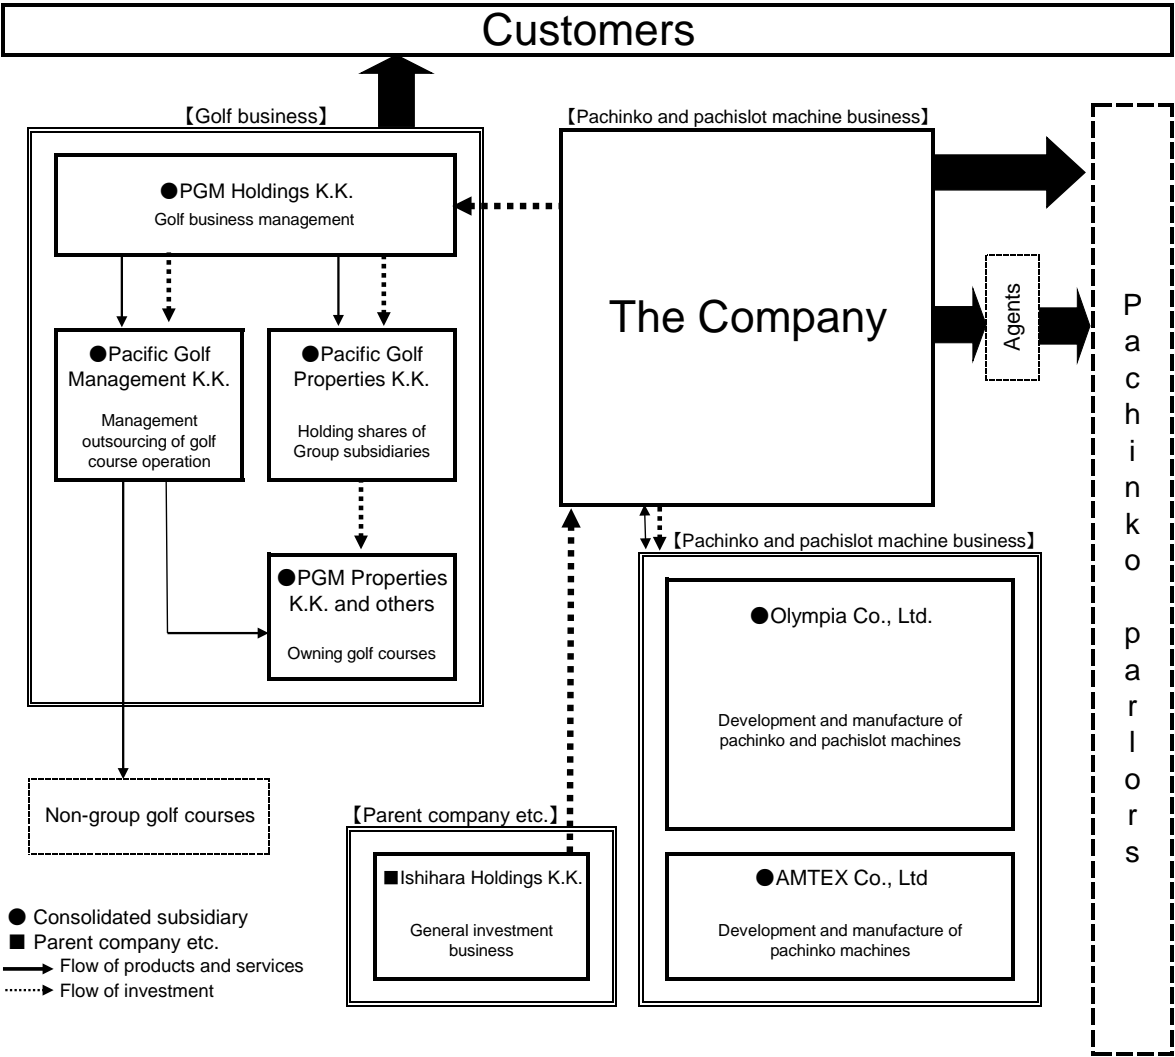 Customers
【Golf business】
●PGM Holdings K.K.
Golf business management
●Pacific Golf
Management K.K.
Management
outsourcing of golf
course operation
●Pacific Golf
Properties K.K.
Holding shares of
Group subsidiaries
●PGM Properties
K.K. and others
Owning golf courses
Non-group golf courses
【Pachinko and pachislot machine business】
The Company
Agents
Pachinko parlors
【Pachinko and pachislot machine business】
●Olympia Co., Ltd.
Development and manufacture of
pachinko and pachislot machines
●AMTEX Co., Ltd
Development and manufacture of
pachinko machines
【Parent company etc.】
■Ishihara Holdings K.K.
General investment
business
● Consolidated subsidiary
■ Parent company etc.
Flow of products and services
Flow of investment